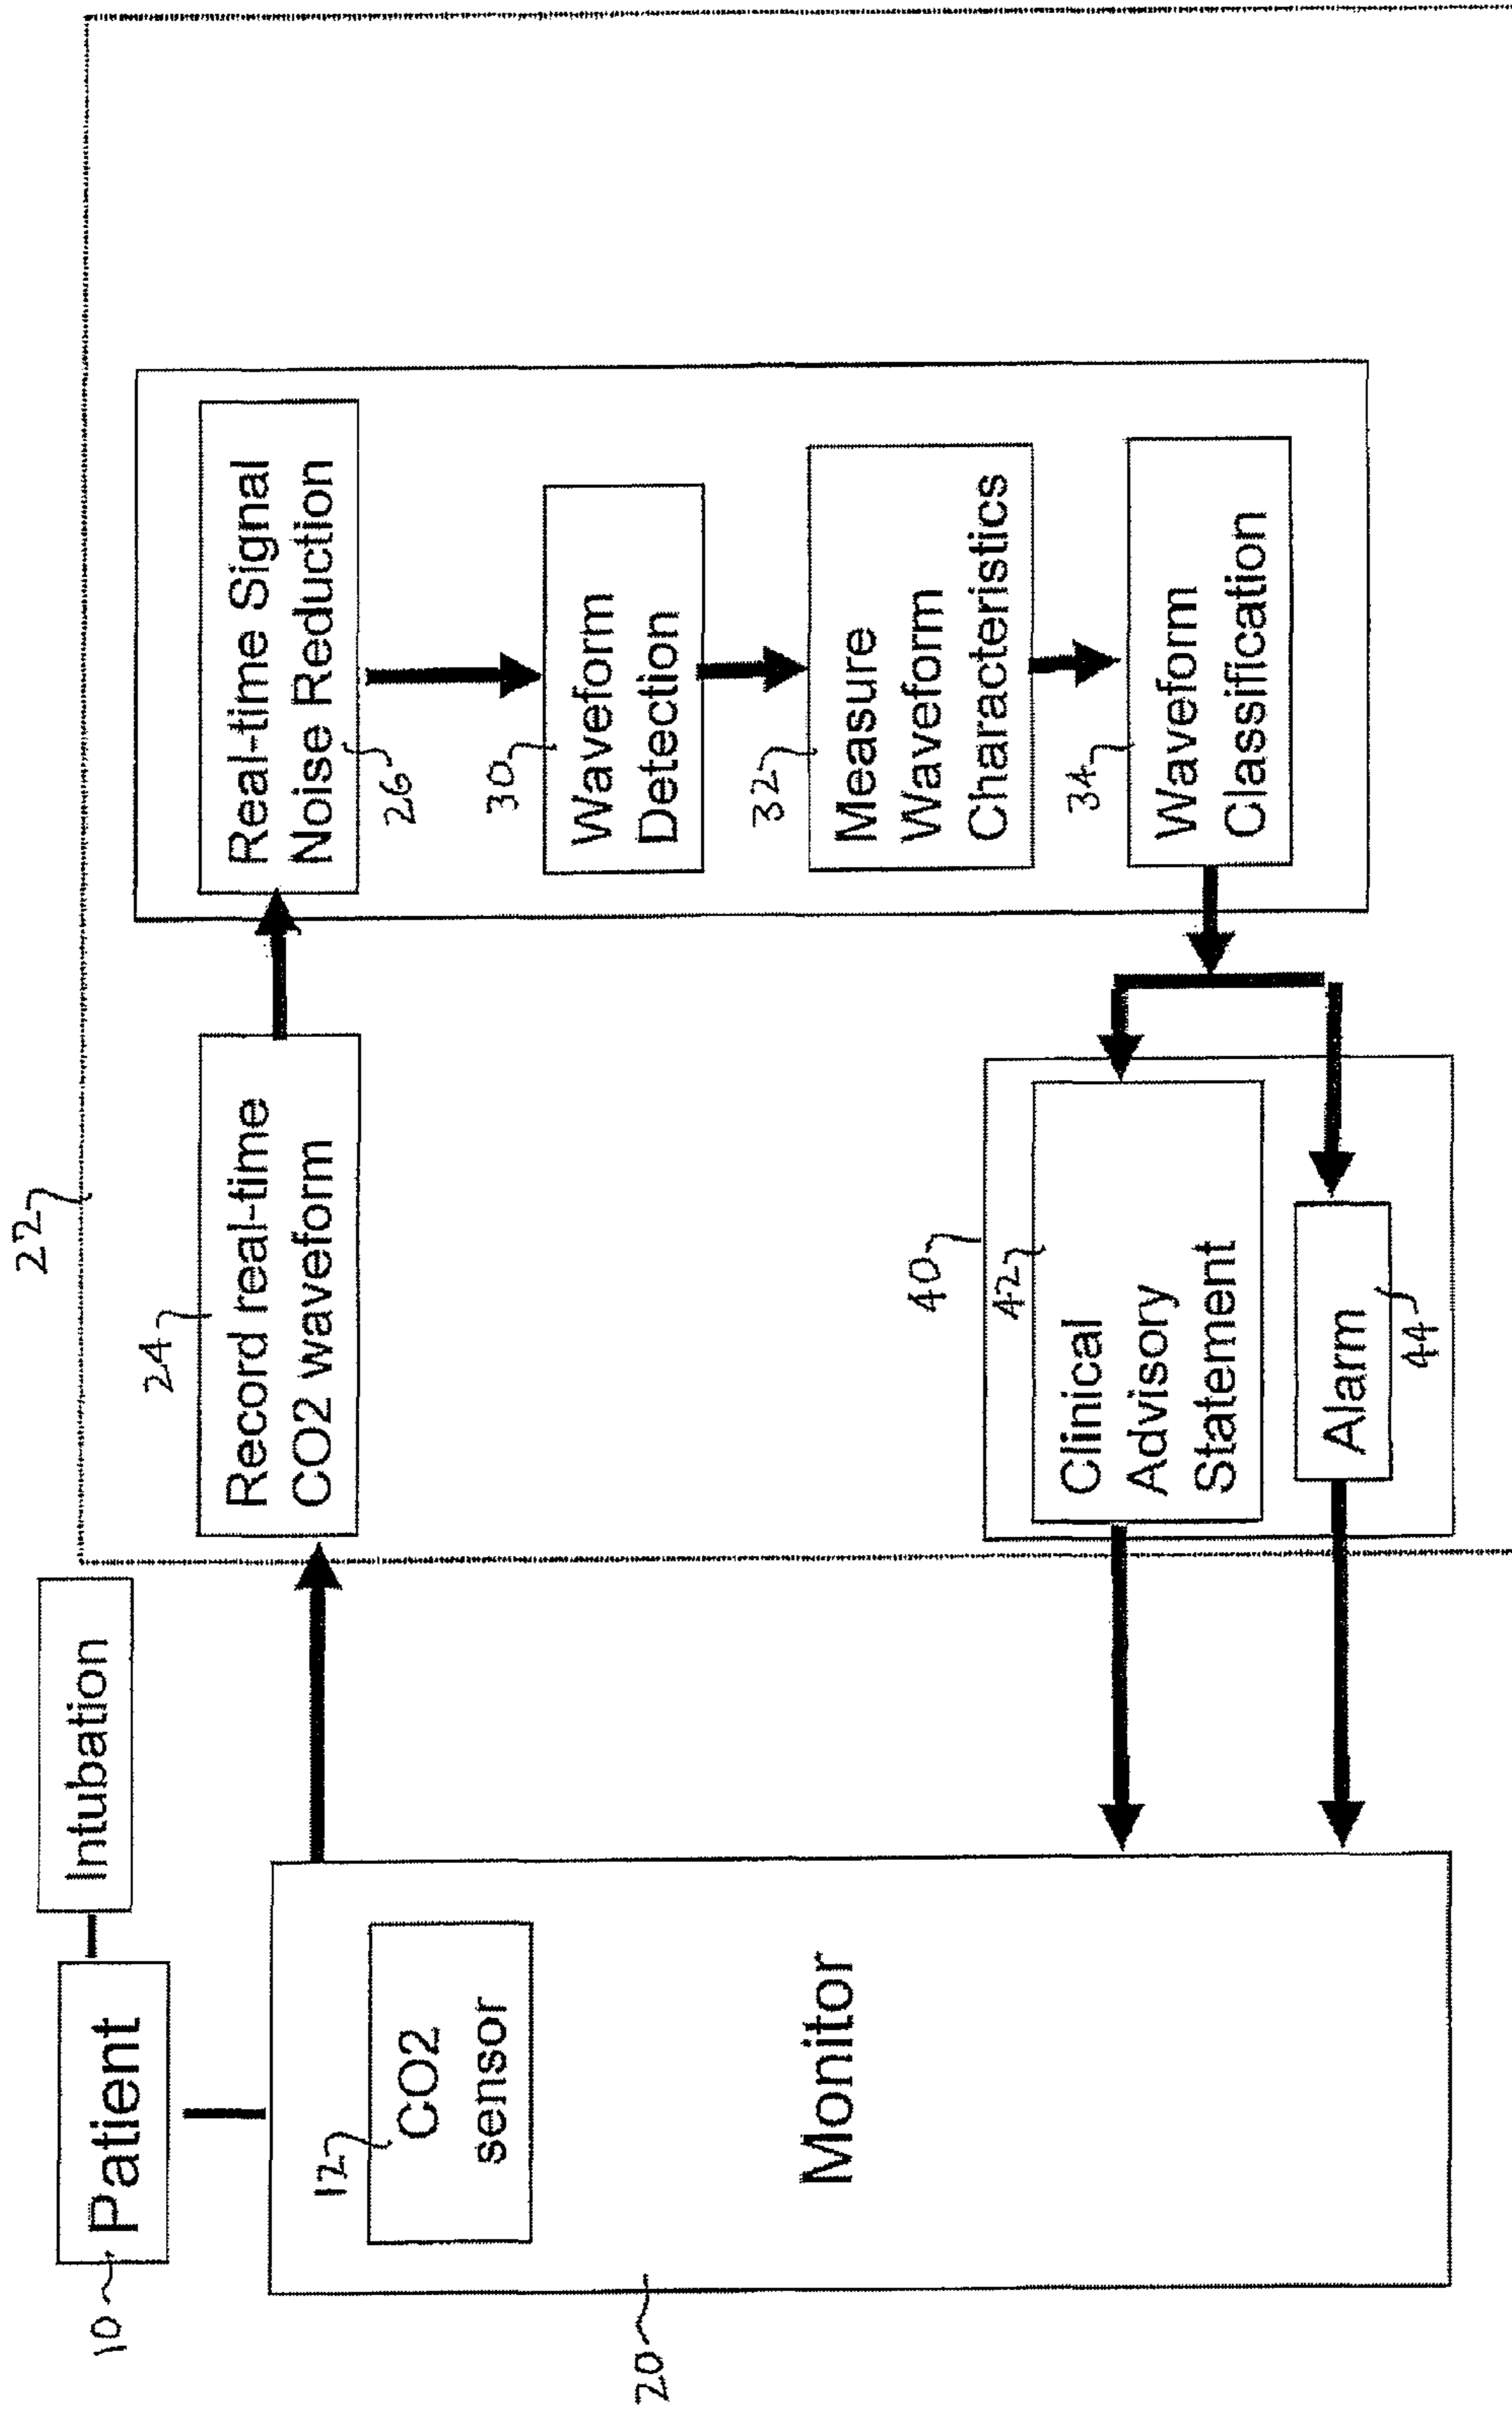 22
10
Patient
Intubation
24
Record real-time
CO2 waveform
Real-time Signal
Noise Reduction
26
12
CO2
sensor
30
Waveform
Detection
20
Monitor
32
Measure
Waveform
Characteristics
40
42
Clinical
Advisory
Statement
34
Waveform
Classification
Alarm
44